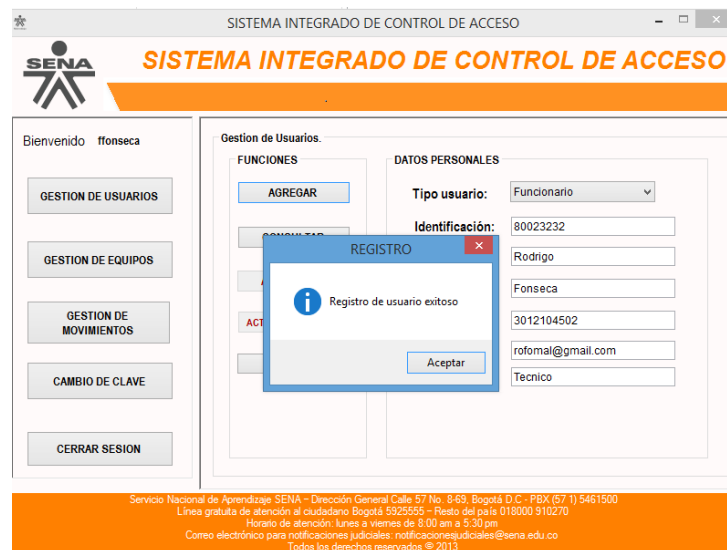 SISTEMA INTEGRADO DE CONTROL DE ACCESO
SENA
SISTEMA INTEGRADO DE CONTROL DE ACCESO
Bienvenido ffonseca
GESTION DE USUARIOS
GESTION DE EQUIPOS
GESTION DE
MOVIMIENTOS
CAMBIO DE CLAVE
CERRAR SESION
Gestion de Usuarios.
FUNCIONES
AGREGAR
ACT
DATOS PERSONALES
Tipo usuario: Funcionario
Identificación: 80023232
Rodrigo
Fonseca
3012104502
rofomal@gmail.com
Tecnico
REGISTRO
Registro de usuario exitoso
Aceptar
Servicio Nacional de Aprendizaje SENA – Dirección General Calle 57 No. 8-69, Bogotá D.C - PBX (57 1) 5461500
Línea gratuita de atención al ciudadano Bogotá 5925555 – Resto del país 018000 910270
Horario de atención: lunes a viernes de 8:00 am a 5:30 pm
Correo electrónico para notificaciones judiciales: notificacionesjudiciales@sena.edu.co
Todos los derechos reservados © 2013